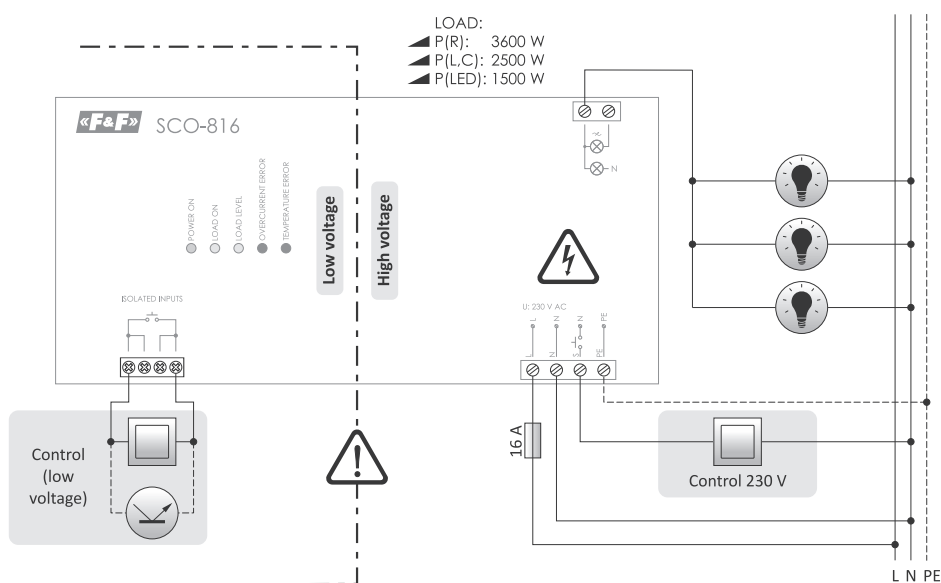 LOAD:
P(R): 3600 W
P(L,C): 2500 W
P(LED): 1500 W
«F&F» SCO-816
POWER ON
LOAD ON
LOAD LEVEL
OVERCURRENT ERROR
TEMPERATURE ERROR
Low voltage
High voltage
N
ISOLATED INPUTS
U: 230 V AC
L
N
N
PE
L
N
S
PE
16 A
Control
(low
voltage)
Control 230 V
L N PE